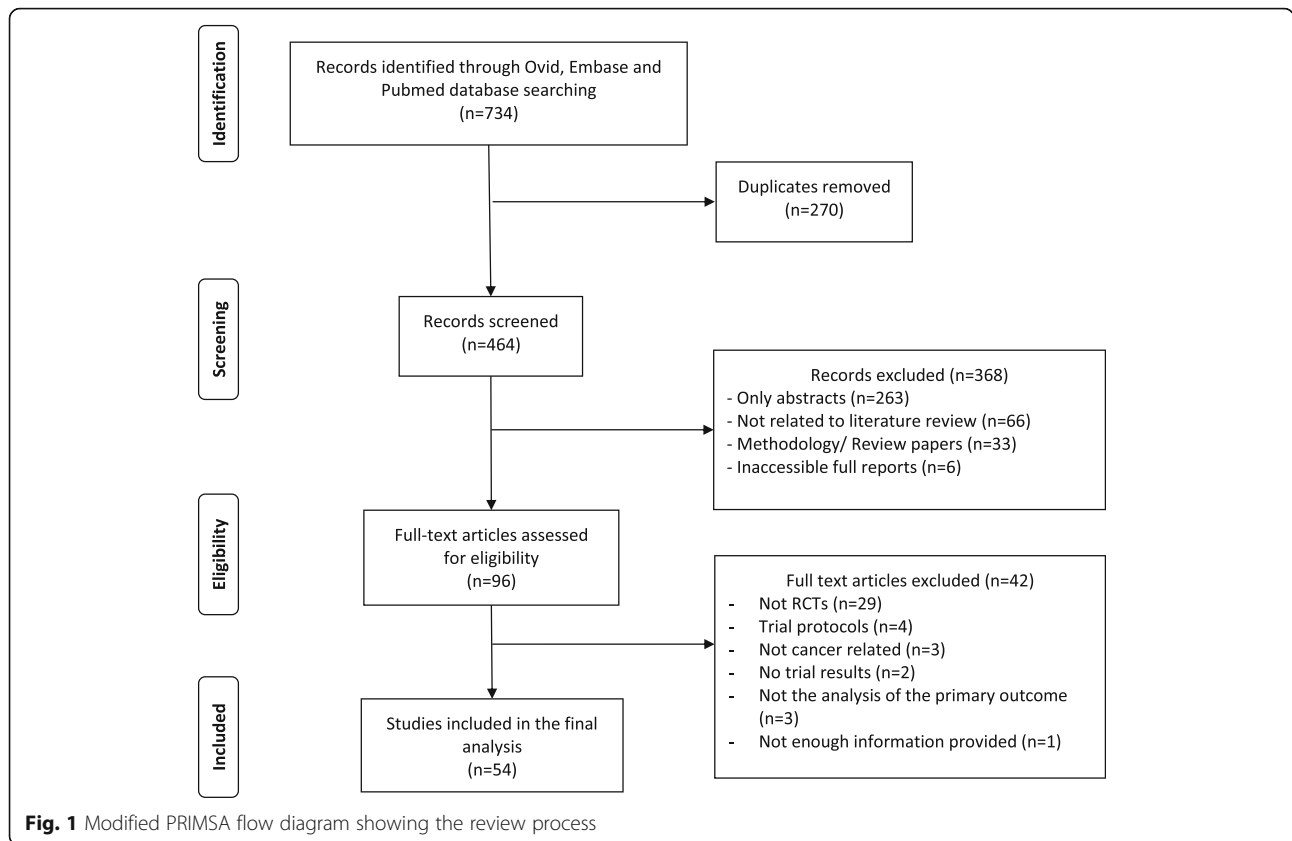 Identification
Records identified through Ovid, Embase and
Pubmed database searching
(n=734)
Duplicates removed
(n=270)
Screening
Records screened
(n=464)
Records excluded (n=368)
- Only abstracts (n=263)
- Not related to literature review (n=66)
- Methodology/ Review papers (n=33)
- Inaccessible full reports (n=6)
Eligibility
Full-text articles assessed
for eligibility
(n=96)
Full text articles excluded (n=42)
- Not RCTs (n=29)
- Trial protocols (n=4)
- Not cancer related (n=3)
- No trial results (n=2)
- Not the analysis of the primary outcome
(n=3)
- Not enough information provided (n=1)
Included
Studies included in the final
analysis
(n=54)
Fig. 1 Modified PRIMSA flow diagram showing the review process